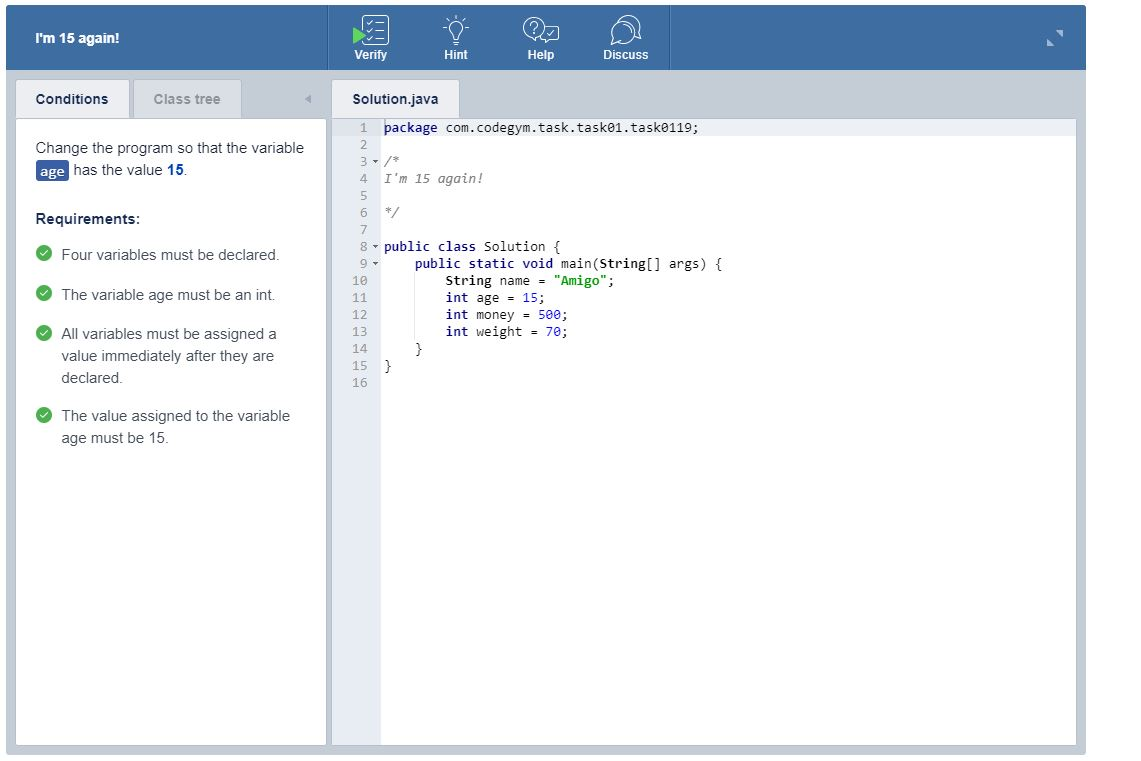 I'm 15 again!
Verify
Hint
Help
Discuss
Conditions
Class tree
Solution.java
Change the program so that the variable
age has the value 15.
Requirements:
Four variables must be declared.
The variable age must be an int.
All variables must be assigned a
value immediately after they are
declared.
The value assigned to the variable
age must be 15.
1 package com.codegym.task.task01.task0119;
2
3 /*
4 I'm 15 again!
5
6 */
7
8 public class Solution {
9     public static void main(String[] args) {
10         String name = "Amigo";
11         int age = 15;
12         int money = 500;
13         int weight = 70;
14     }
15 }
16